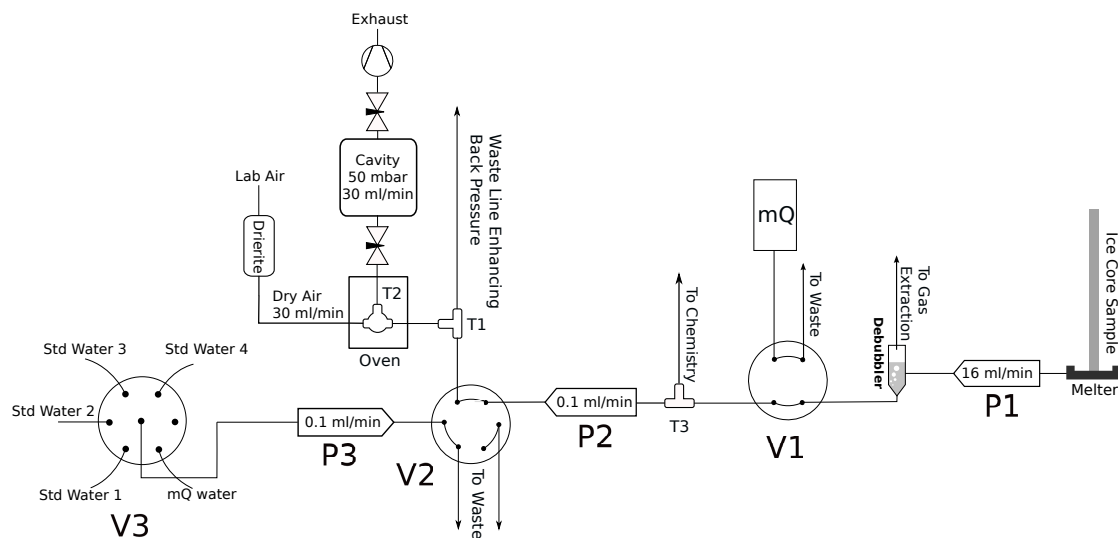 Exhaust
Cavity
50 mbar
30 ml/min
Waste Line Enhancing
Back Pressure
Lab Air
Drierite
Dry Air
30 ml/min
T2
T1
Oven
mQ
To Waste
To Chemistry
To Gas
Extraction
Debubbler
Ice Core Sample
16 ml/min
Melter
P1
0.1 ml/min
P2
T3
V1
Std Water 3
Std Water 4
Std Water 2
Std Water 1
mQ water
V3
0.1 ml/min
P3
V2
To Waste